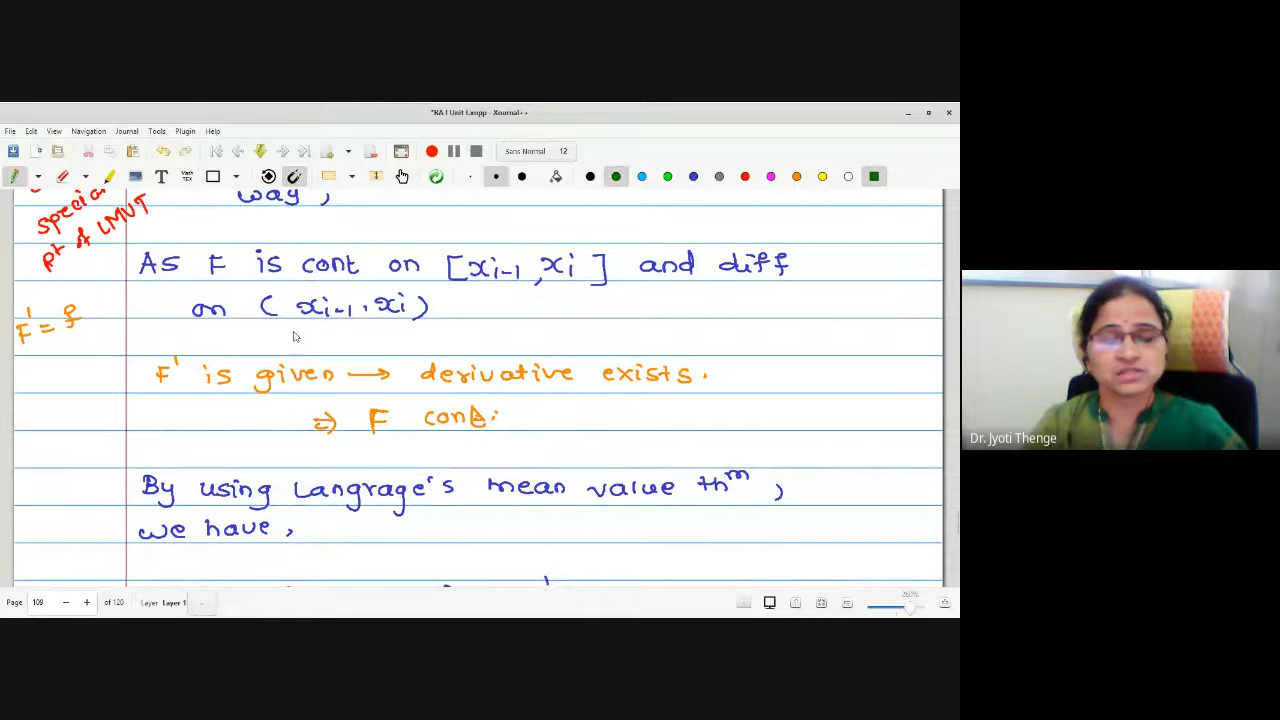 *RA I Unit I.xopp - Xournal++
File Edit View Navigation Journal Tools Plugin Help
Sans Normal 12
way,
special
pt of LMVT
As F is cont on [xi-1, xi] and diff
on (xi-1, xi)
F' = f
F' is given → derivative exists.
⇒ F cont.
By using Langrage's mean value thm,
we have,
Page 109 of 120 Layer Layer 1
260%
Dr. Jyoti Thenge